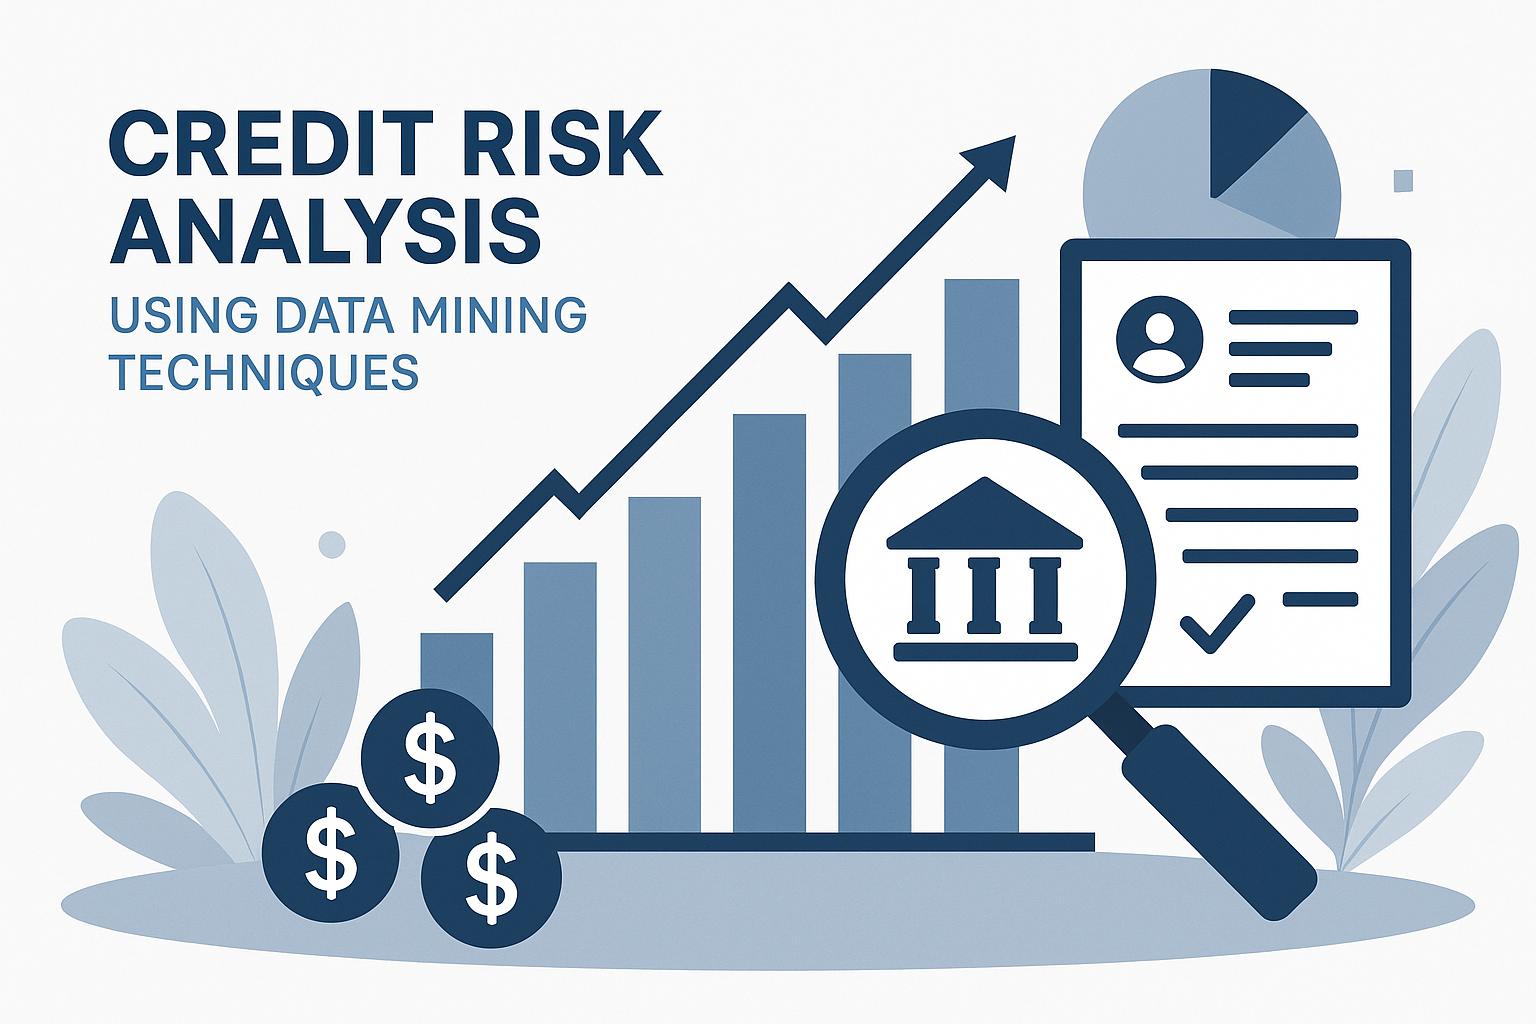 CREDIT RISK
ANALYSIS
USING DATA MINING
TECHNIQUES
$
$
$